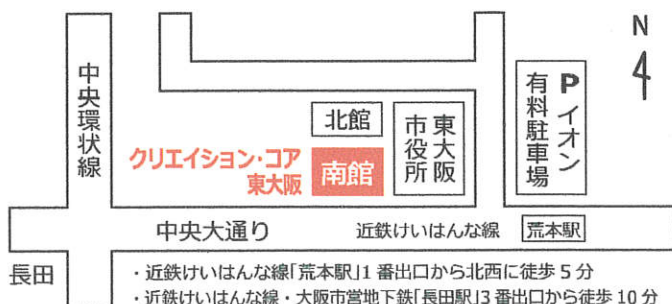 N
中央環状線
北館
東大阪
市役所
P イオン
有料駐車場
クリエイション・コア
東大阪
南館
中央大通り
近鉄けいはんな線
荒本駅
長田
・近鉄けいはんな線「荒本駅」1番出口から北西に徒歩5分
・近鉄けいはんな線・大阪市営地下鉄「長田駅」3番出口から徒歩10分